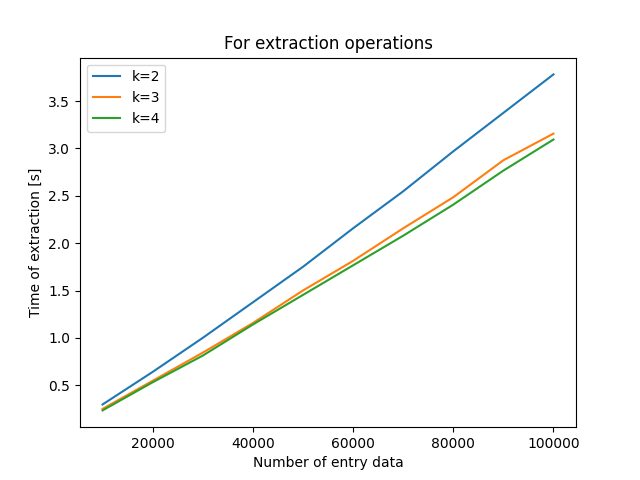 For extraction operations
k=2
k=3
k=4
Time of extraction [s]
3.5
3.0
2.5
2.0
1.5
1.0
0.5
20000 40000 60000 80000 100000
Number of entry data